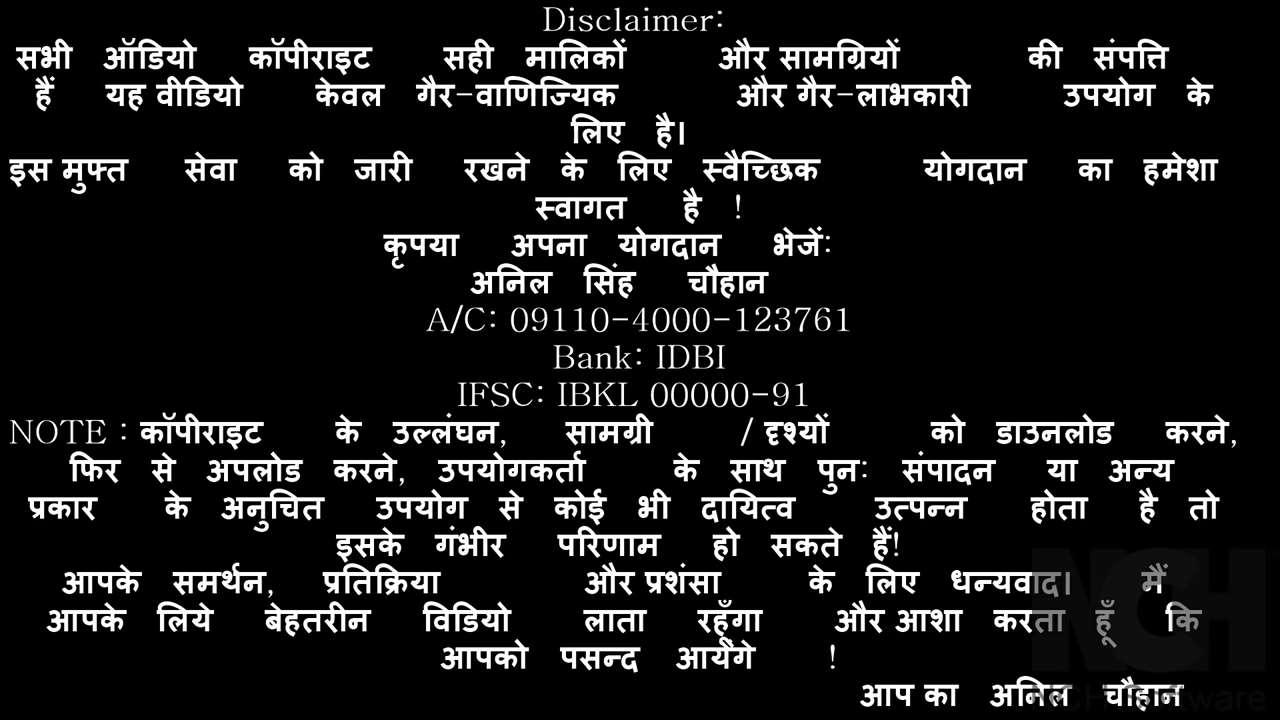 Disclaimer:
सभी ऑडियो कॉपीराइट सही मालिकों और सामग्रियों की संपत्ति
हैं यह वीडियो केवल गैर-वाणिज्यिक और गैर-लाभकारी उपयोग के
लिए है।
इस मुफ्त सेवा को जारी रखने के लिए स्वैच्छिक योगदान का हमेशा
स्वागत है !
कृपया अपना योगदान भेजें:
अनिल सिंह चौहान
A/C: 09110-4000-123761
Bank: IDBI
IFSC: IBKL 00000-91
NOTE : कॉपीराइट के उल्लंघन, सामग्री / दृश्यों को डाउनलोड करने,
फिर से अपलोड करने, उपयोगकर्ता के साथ पुन: संपादन या अन्य
प्रकार के अनुचित उपयोग से कोई भी दायित्व उत्पन्न होता है तो
इसके गंभीर परिणाम हो सकते हैं!
आपके समर्थन, प्रतिक्रिया और प्रशंसा के लिए धन्यवाद। मैं
आपके लिये बेहतरीन विडियो लाता रहूँगा और आशा करता हूँ कि
आपको पसन्द आयेंगे !
आप का अनिल चौहान
NCH
NCH Software